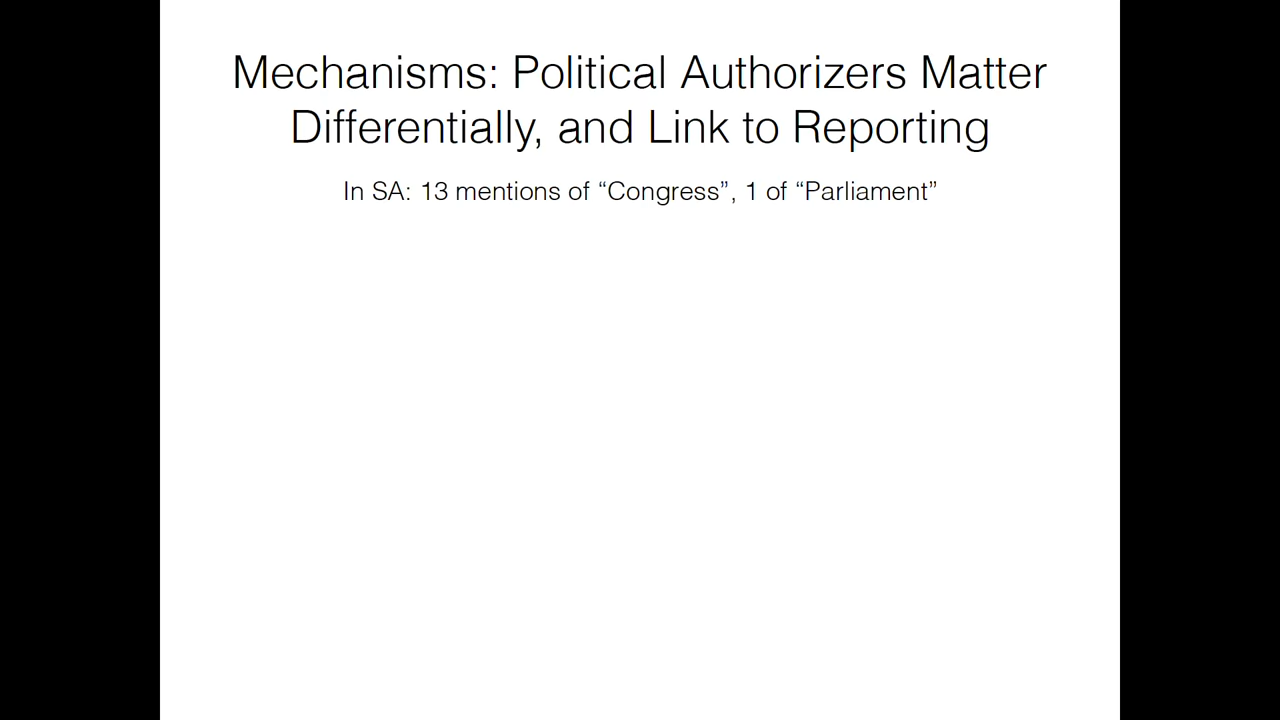 Mechanisms: Political Authorizers Matter
Differentially, and Link to Reporting
In SA: 13 mentions of “Congress”, 1 of “Parliament”